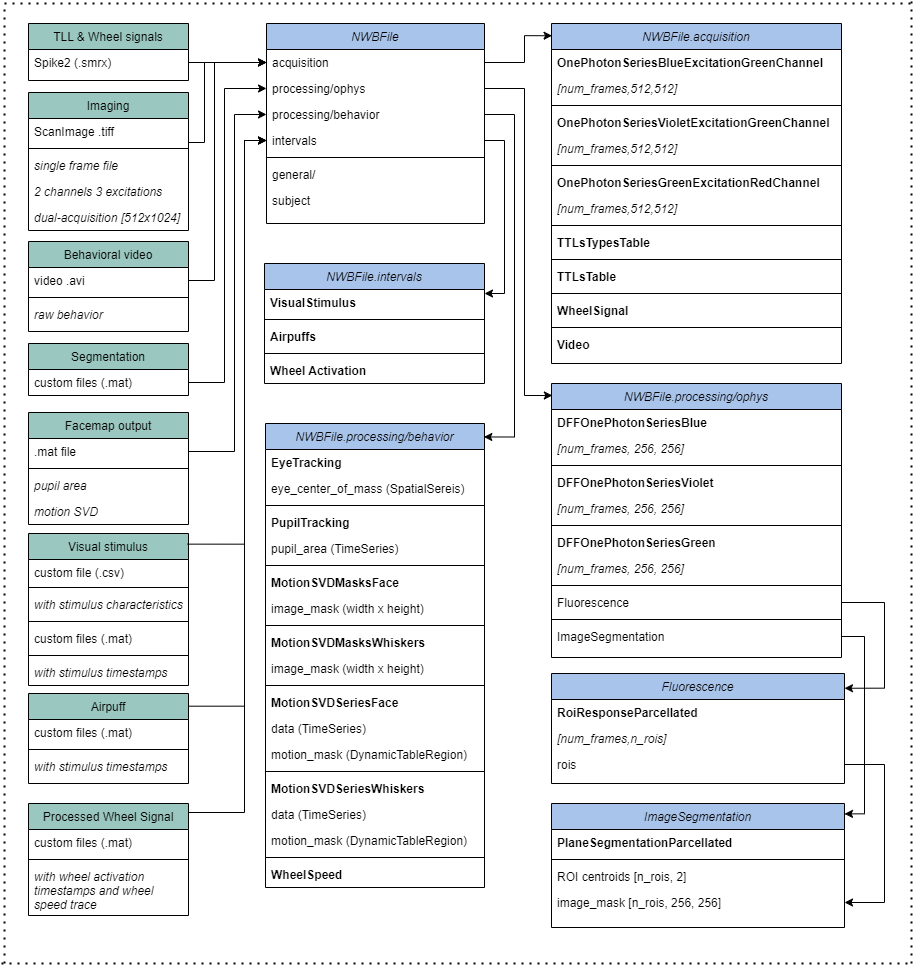 TLL & Wheel signals
Spike2 (.smrx)
Imaging
ScanImage .tiff
single frame file
2 channels 3 excitations
dual-acquisition [512x1024]
Behavioral video
video .avi
raw behavior
Segmentation
custom files (.mat)
Facemap output
.mat file
pupil area
motion SVD
Visual stimulus
custom file (.csv)
with stimulus characteristics
custom files (.mat)
with stimulus timestamps
Airpuff
custom files (.mat)
with stimulus timestamps
Processed Wheel Signal
custom files (.mat)
with wheel activation
timestamps and wheel
speed trace
NWBFile
acquisition
processing/ophys
processing/behavior
intervals
general/
subject
NWBFile.intervals
VisualStimulus
Airpuffs
Wheel Activation
NWBFile.processing/behavior
EyeTracking
eye_center_of_mass (SpatialSereis)
PupilTracking
pupil_area (TimeSeries)
MotionSVDMasksFace
image_mask (width x height)
MotionSVDMasksWhiskers
image_mask (width x height)
MotionSVDSeriesFace
data (TimeSeries)
motion_mask (DynamicTableRegion)
MotionSVDSeriesWhiskers
data (TimeSeries)
motion_mask (DynamicTableRegion)
WheelSpeed
NWBFile.acquisition
OnePhotonSeriesBlueExcitationGreenChannel
[num_frames,512,512]
OnePhotonSeriesVioletExcitationGreenChannel
[num_frames,512,512]
OnePhotonSeriesGreenExcitationRedChannel
[num_frames,512,512]
TTLsTypesTable
TTLsTable
WheelSignal
Video
NWBFile.processing/ophys
DFFOnePhotonSeriesBlue
[num_frames, 256, 256]
DFFOnePhotonSeriesViolet
[num_frames, 256, 256]
DFFOnePhotonSeriesGreen
[num_frames, 256, 256]
Fluorescence
ImageSegmentation
Fluorescence
RoiResponseParcellated
[num_frames,n_rois]
rois
ImageSegmentation
PlaneSegmentationParcellated
ROI centroids [n_rois, 2]
image_mask [n_rois, 256, 256]